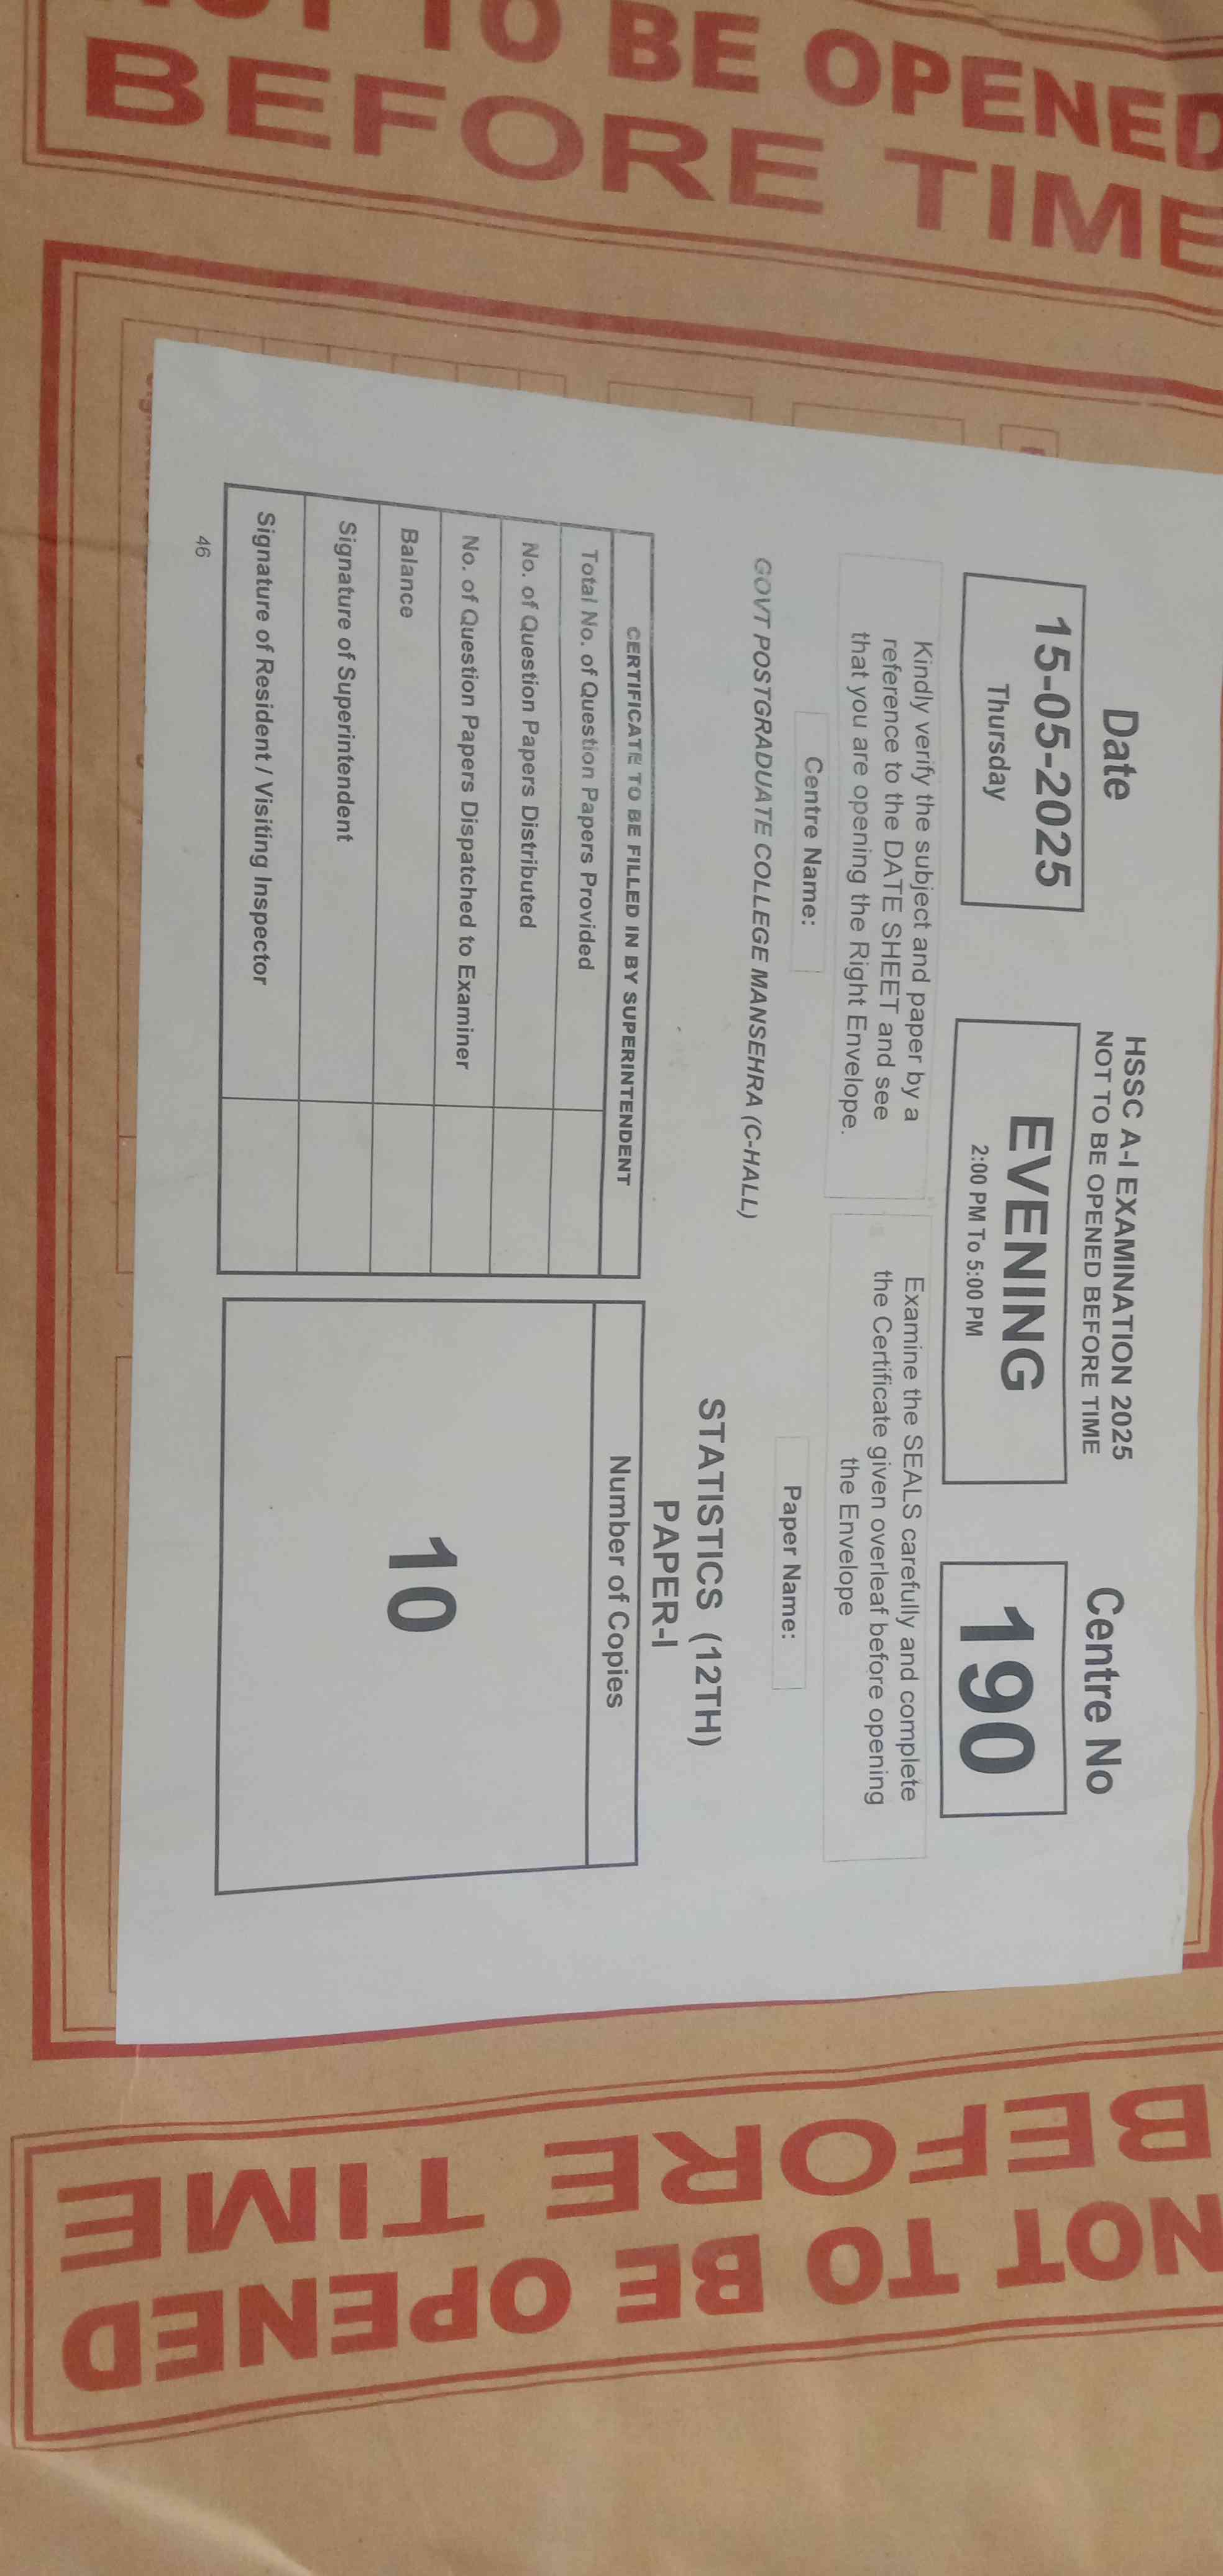 TO BE OPENED
BEFORE TIME
Date
15-05-2025
Thursday
HSSC A-I EXAMINATION 2025
NOT TO BE OPENED BEFORE TIME
EVENING
2:00 PM To 5:00 PM
Centre No
190
Kindly verify the subject and paper by a
reference to the DATE SHEET and see
that you are opening the Right Envelope.
Examine the SEALS carefully and complete
the Certificate given overleaf before opening
the Envelope
Centre Name:
GOVT POSTGRADUATE COLLEGE MANSEHRA (C-HALL)
Paper Name:
STATISTICS (12TH)
PAPER-I
CERTIFICATE TO BE FILLED IN BY SUPERINTENDENT
Total No. of Question Papers Provided
No. of Question Papers Distributed
No. of Question Papers Dispatched to Examiner
Balance
Signature of Superintendent
Signature of Resident / Visiting Inspector
Number of Copies
10
46
NOT TO BE OPENED
BEFORE TIME